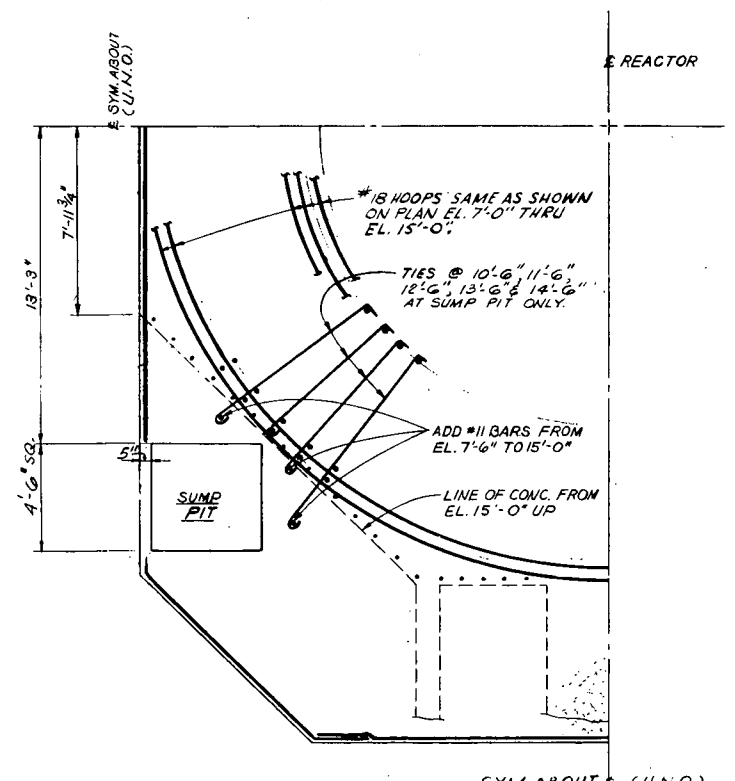 ℄ SYM. ABOUT
(U.N.O.)
℄ REACTOR
7'-11 3/4"
13'-3"
#18 HOOPS SAME AS SHOWN
ON PLAN EL. 7'-0" THRU
EL. 15'-0".
TIES @ 10'-6", 11'-6",
12'-6", 13'-6" & 14'-6"
AT SUMP PIT ONLY.
ADD #11 BARS FROM
EL. 7'-6" TO 15'-0"
5"
4'-6" SQ.
SUMP
PIT
LINE OF CONC. FROM
EL. 15'-0" UP
SYM. ABOUT ℄ (U.N.O.)